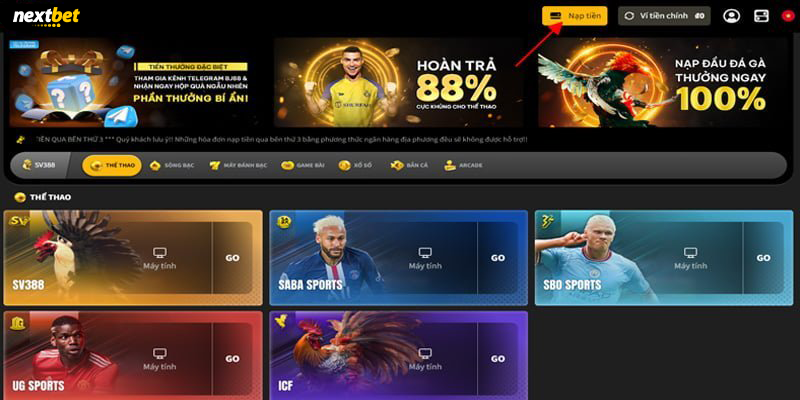 nextbet
Nạp tiền
Ví tiền chính ₫0
TIỀN THƯỞNG ĐẶC BIỆT
THAM GIA KÊNH TELEGRAM BJ88 &
NHẬN NGAY HỘP QUÀ NGẪU NHIÊN
PHẦN THƯỞNG BÍ ẨN!
HOÀN TRẢ
88%
CỰC KHỦNG CHO THỂ THAO
NẠP ĐẦU ĐÁ GÀ
THƯỞNG NGAY
100%
TIỀN QUA BÊN THỨ 3 *** Quý khách lưu ý!! Những hóa đơn nạp tiền qua bên thứ 3 bằng phương thức ngân hàng địa phương đều sẽ không được hỗ trợ!!
SV388
THỂ THAO
SÒNG BẠC
MÁY ĐÁNH BẠC
GAME BÀI
XỔ SỐ
BẮN CÁ
ARCADE
THỂ THAO
SV388
Máy tính
GO
SABA SPORTS
Máy tính
GO
SBO SPORTS
Máy tính
GO
UG SPORTS
Máy tính
GO
ICF
Máy tính
GO